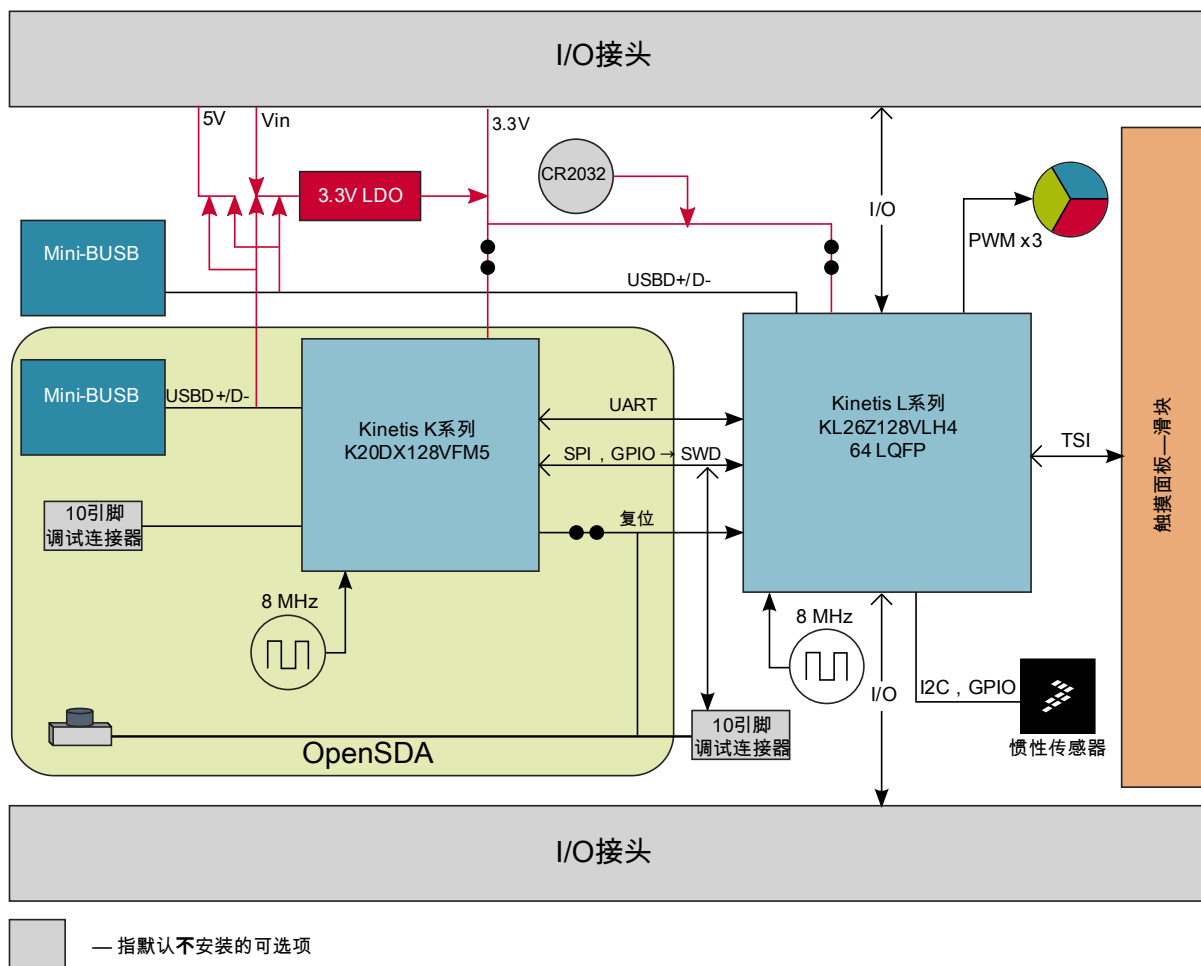 I/O接头
5V
Vin
3.3V
3.3V LDO
CR2032
I/O
PWM x3
Mini-BUSB
USBD+/D-
Mini-BUSB
USBD+/D-
Kinetis K系列
K20DX128VFM5
UART
SPI，GPIO → SWD
复位
Kinetis L系列
KL26Z128VLH4
64 LQFP
TSI
触摸面板—滑块
10引脚
调试连接器
8 MHz
8 MHz
I/O
I2C，GPIO
惯性传感器
10引脚
调试连接器
OpenSDA
I/O接头
— 指默认不安装的可选项